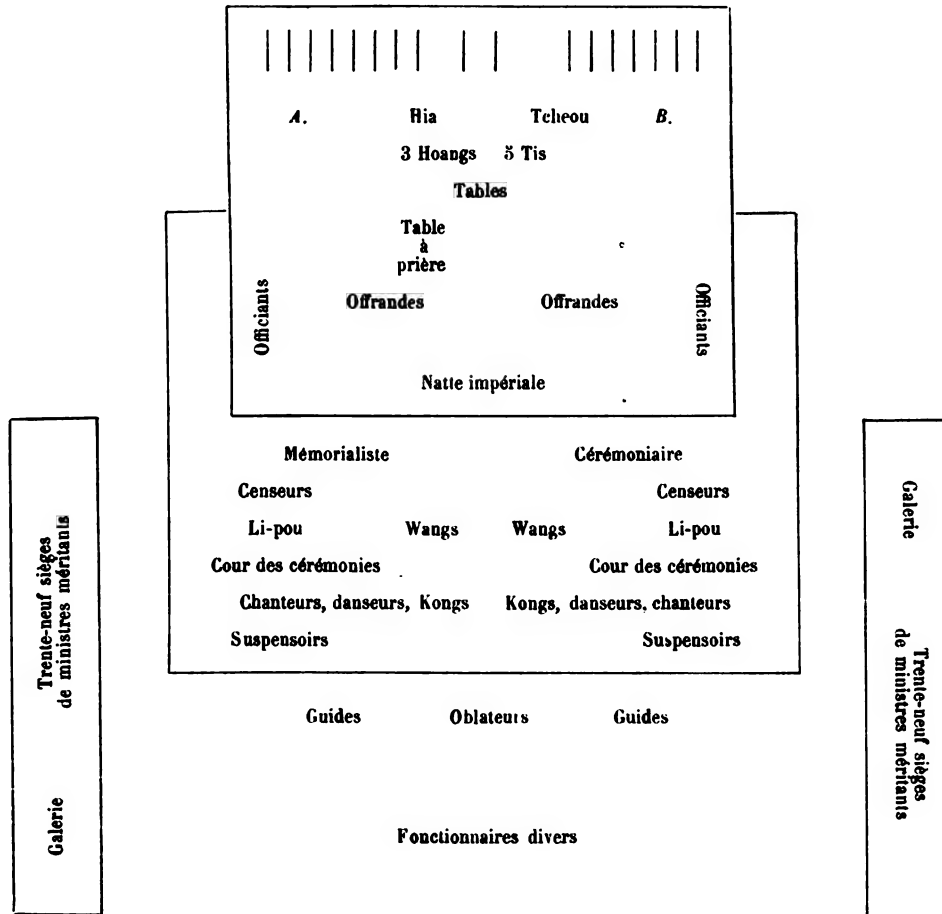 A. Hia Tcheou B.
3 Hoangs 5 Tis
Tables
Table
à
prière
Officiants
Offrandes Offrandes
Officiants
Natte impériale
Mémorialiste Cérémoniaire
Censeurs Censeurs
Li-pou Wangs Wangs Li-pou
Cour des cérémonies Cour des cérémonies
Chanteurs, danseurs, Kongs Kongs, danseurs, chanteurs
Suspensoirs Suspensoirs
Guides Oblateurs Guides
Fonctionnaires divers
Trente-neuf sièges
de ministres méritants
Galerie
Galerie
Trente-neuf sièges
de ministres méritants